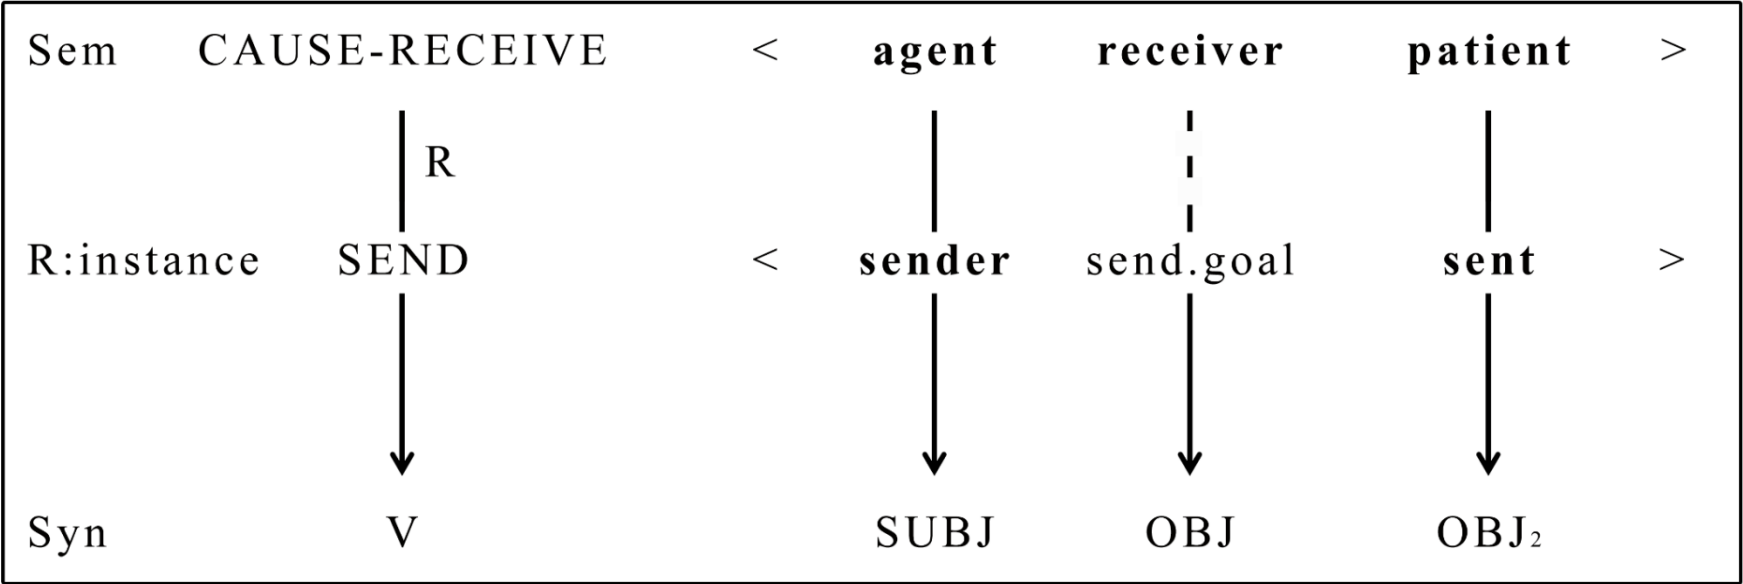 Sem CAUSE-RECEIVE < agent receiver patient >
R
R:instance SEND < sender send.goal sent >
Syn V SUBJ OBJ OBJ₂